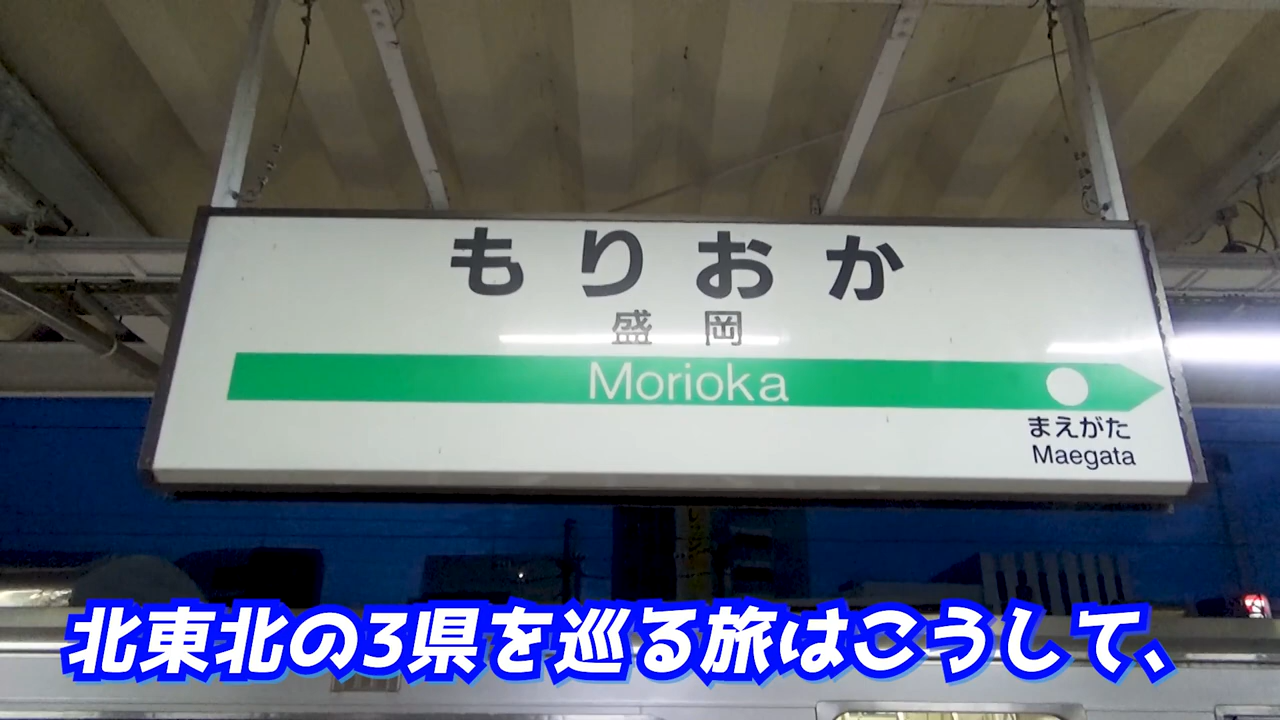 もりおか
盛岡
Morioka
まえがた
Maegata
北東北の3県を巡る旅はこうして、